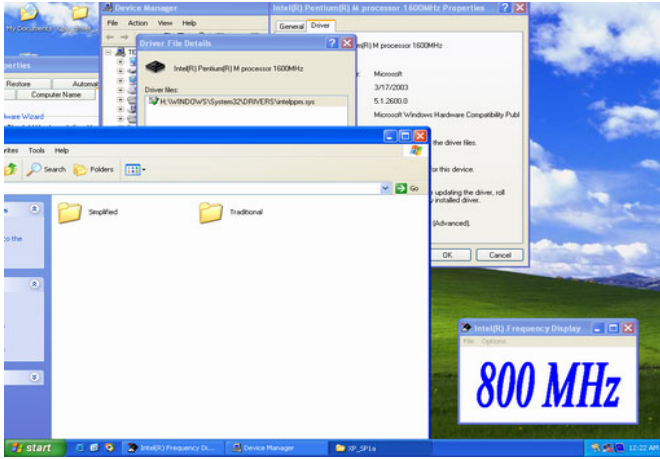 My Documents
Device Manager
File Action View Help
Intel(R) Pentium(R) M processor 1600MHz Properties
General Driver
Driver File Details
Intel(R) Pentium(R) M processor 1600MHz
Driver files:
H:\WINDOWS\System32\DRIVERS\intelppm.sys
M processor 1600MHz
Microsoft
3/17/2003
5.1.2600.0
Microsoft Windows Hardware Compatibility Publ
the driver files.
for this device.
updating the driver, roll
installed driver.
(Advanced).
OK Cancel
perties
Restore Automat
Computer Name
Hardware Wizard
rites Tools Help
Search Folders
Go
Simplified Traditional
to the
Intel(R) Frequency Display
File Options
800 MHz
start
Intel(R) Frequency Di...
Device Manager
XP_SP1a
12:22 AM